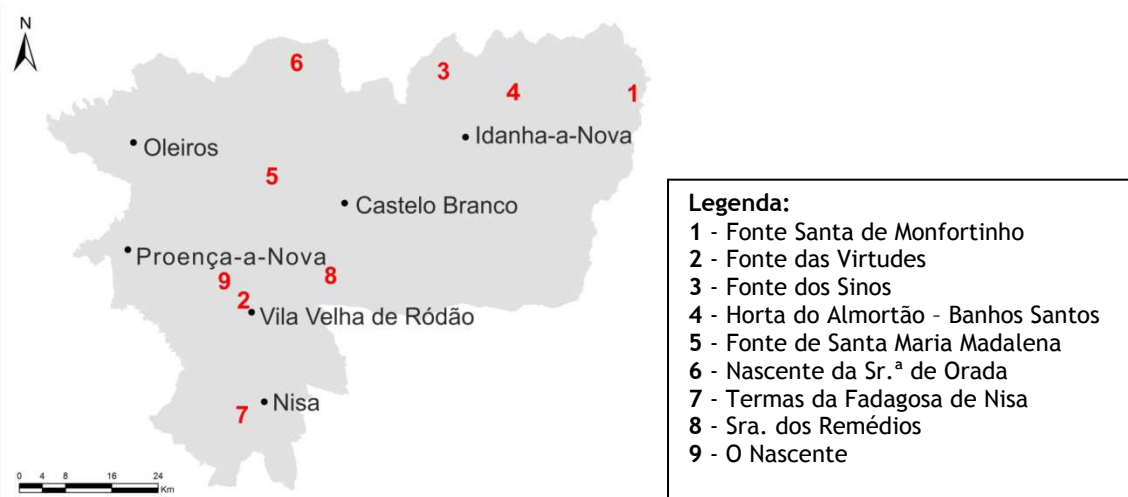 N
6
3
4
1
Idanha-a-Nova
Oleiros
5
Castelo Branco
Proença-a-Nova
9
8
2
Vila Velha de Ródão
Nisa
7
0 4 8 16 24
Km
Legenda:
1 - Fonte Santa de Monfortinho
2 - Fonte das Virtudes
3 - Fonte dos Sinos
4 - Horta do Almortão – Banhos Santos
5 - Fonte de Santa Maria Madalena
6 - Nascente da Sr.ª de Orada
7 - Termas da Fadagosa de Nisa
8 - Sra. dos Remédios
9 - O Nascente